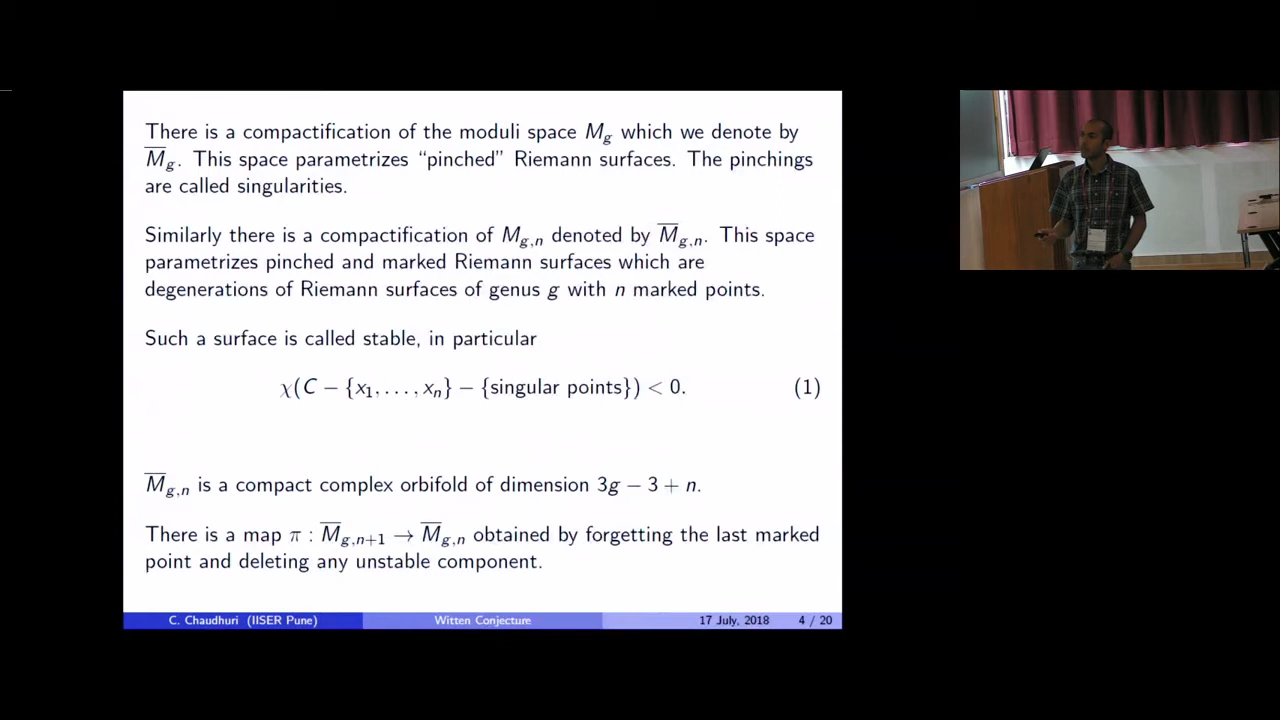 There is a compactification of the moduli space M_g which we denote by
M̅_g. This space parametrizes “pinched” Riemann surfaces. The pinchings
are called singularities.
Similarly there is a compactification of M_{g,n} denoted by M̅_{g,n}. This space
parametrizes pinched and marked Riemann surfaces which are
degenerations of Riemann surfaces of genus g with n marked points.
Such a surface is called stable, in particular
χ(C − {x₁, . . . , x_n} − {singular points}) < 0. (1)
M̅_{g,n} is a compact complex orbifold of dimension 3g − 3 + n.
There is a map π : M̅_{g,n+1} → M̅_{g,n} obtained by forgetting the last marked
point and deleting any unstable component.
C. Chaudhuri (IISER Pune) Witten Conjecture 17 July, 2018 4 / 20